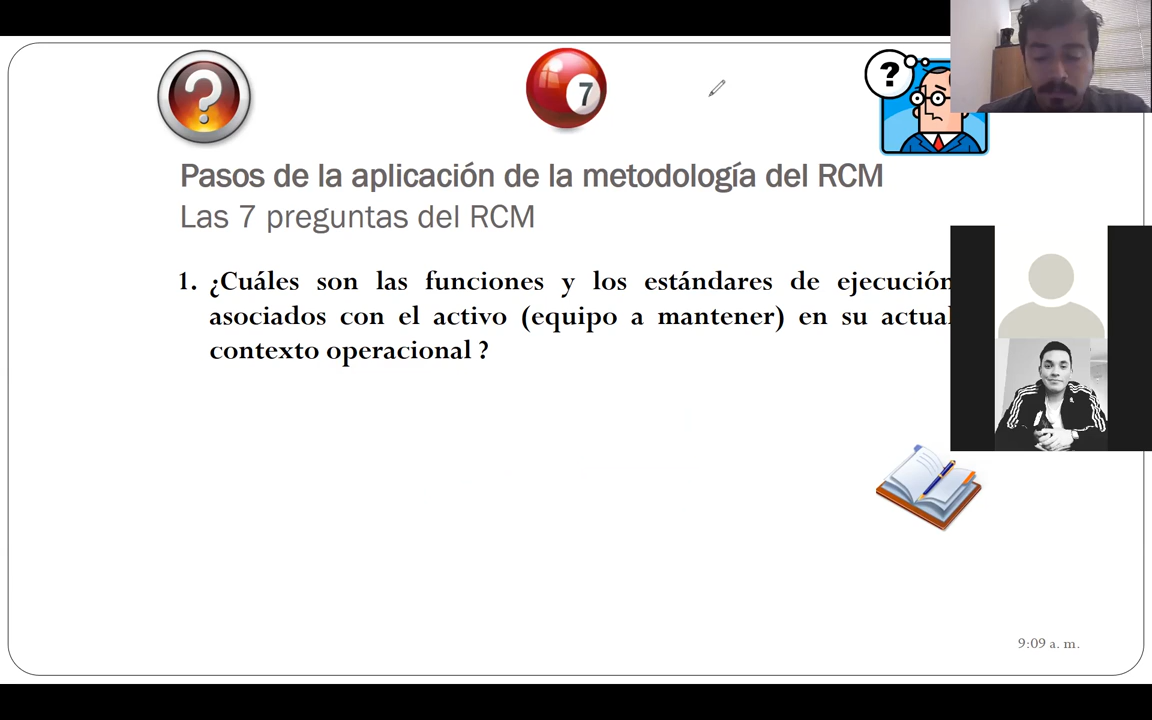 ?
7
?
Pasos de la aplicación de la metodología del RCM
Las 7 preguntas del RCM
1. ¿Cuáles son las funciones y los estándares de ejecución
asociados con el activo (equipo a mantener) en su actual
contexto operacional ?
9:09 a. m.